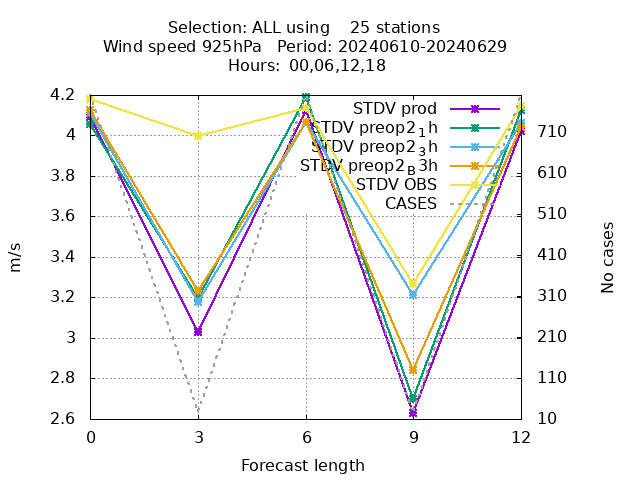 Selection: ALL using    25 stations
Wind speed 925hPa   Period: 20240610-20240629
Hours: 00,06,12,18
4.2
4
3.8
3.6
3.4
3.2
3
2.8
2.6
m/s
STDV prod
STDV preop2₁h
STDV preop2₃h
STDV preop2_B3h
STDV OBS
CASES
710
610
510
410
310
210
110
10
No cases
0 3 6 9 12
Forecast length